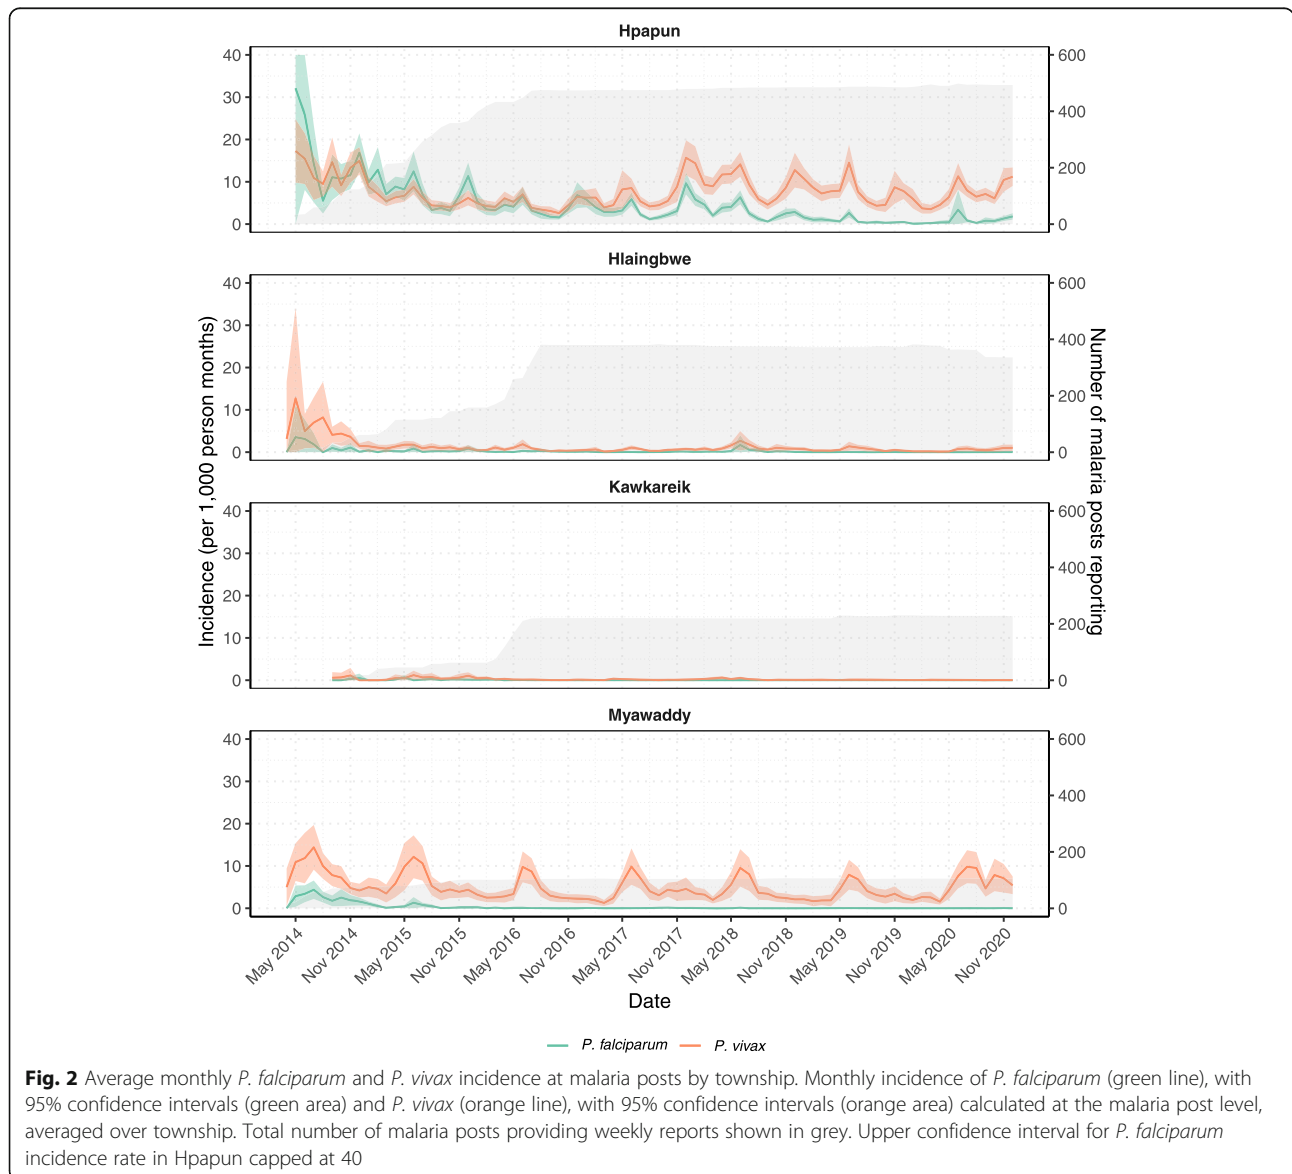 Hpapun
40
30
20
10
0
600
400
200
0
Hlaingbwe
40
30
20
10
0
600
400
200
0
Kawkareik
40
30
20
10
0
600
400
200
0
Myawaddy
40
30
20
10
0
600
400
200
0
Incidence (per 1,000 person months)
Number of malaria posts reporting
May 2014
Nov 2014
May 2015
Nov 2015
May 2016
Nov 2016
May 2017
Nov 2017
May 2018
Nov 2018
May 2019
Nov 2019
May 2020
Nov 2020
Date
P. falciparum P. vivax
Fig. 2 Average monthly P. falciparum and P. vivax incidence at malaria posts by township. Monthly incidence of P. falciparum (green line), with
95% confidence intervals (green area) and P. vivax (orange line), with 95% confidence intervals (orange area) calculated at the malaria post level,
averaged over township. Total number of malaria posts providing weekly reports shown in grey. Upper confidence interval for P. falciparum
incidence rate in Hpapun capped at 40